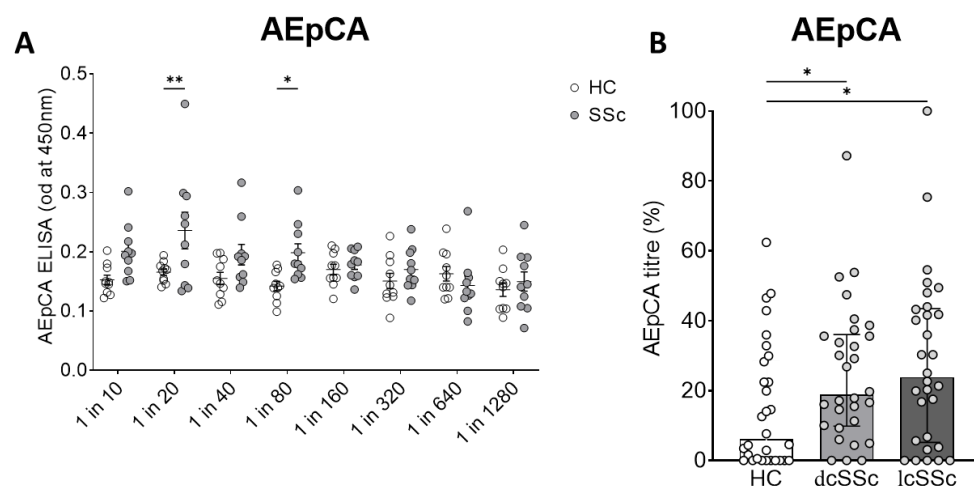 A
AEpCA
AEpCA ELISA (od at 450nm)
0.5
0.4
0.3
0.2
0.1
0.0
**
*
HC
SSc
1 in 10
1 in 20
1 in 40
1 in 80
1 in 160
1 in 320
1 in 640
1 in 1280
B
AEpCA
AEpCA titre (%)
100
80
60
40
20
0
*
*
HC
dcSSc
lcSSc